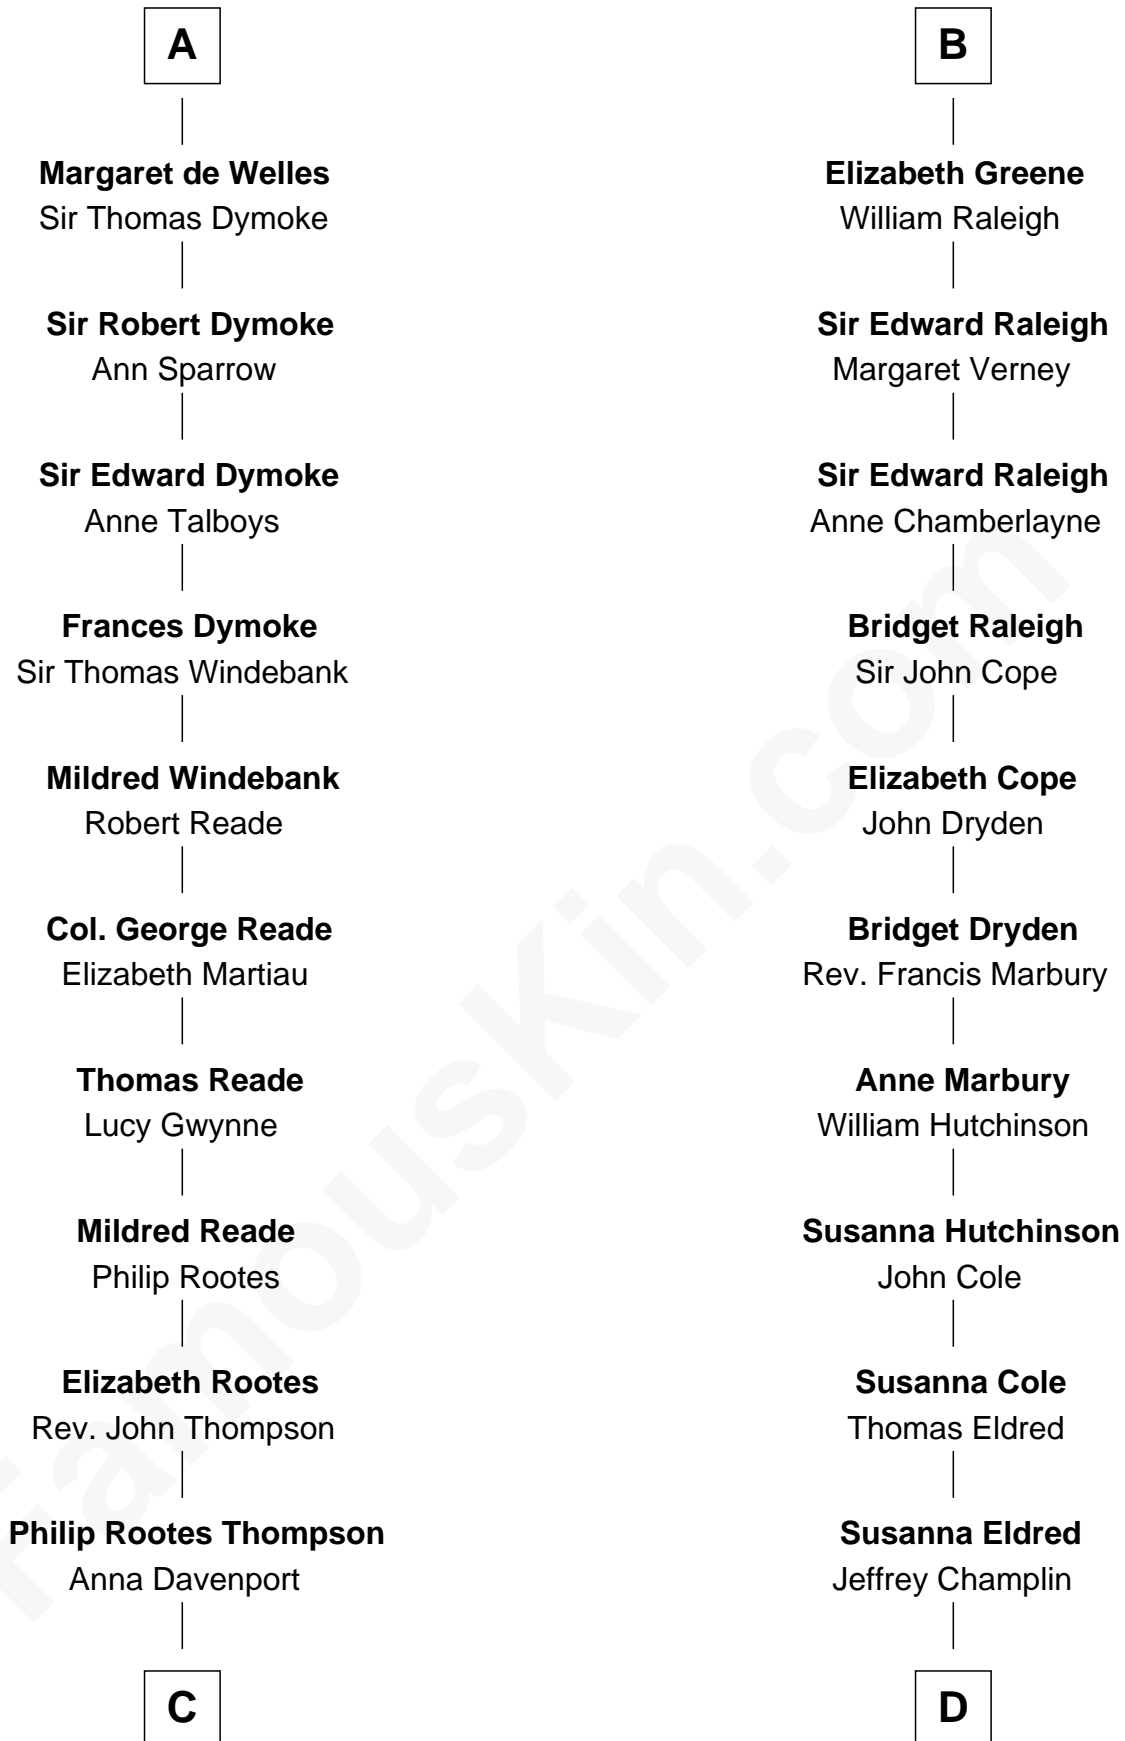 A
Margaret de Welles
Sir Thomas Dymoke
Sir Robert Dymoke
Ann Sparrow
Sir Edward Dymoke
Anne Talboys
Frances Dymoke
Sir Thomas Windebank
Mildred Windebank
Robert Reade
Col. George Reade
Elizabeth Martiau
Thomas Reade
Lucy Gwynne
Mildred Reade
Philip Rootes
Elizabeth Rootes
Rev. John Thompson
Philip Rootes Thompson
Anna Davenport
C
B
Elizabeth Greene
William Raleigh
Sir Edward Raleigh
Margaret Verney
Sir Edward Raleigh
Anne Chamberlayne
Bridget Raleigh
Sir John Cope
Elizabeth Cope
John Dryden
Bridget Dryden
Rev. Francis Marbury
Anne Marbury
William Hutchinson
Susanna Hutchinson
John Cole
Susanna Cole
Thomas Eldred
Susanna Eldred
Jeffrey Champlin
D
FamousKin.com